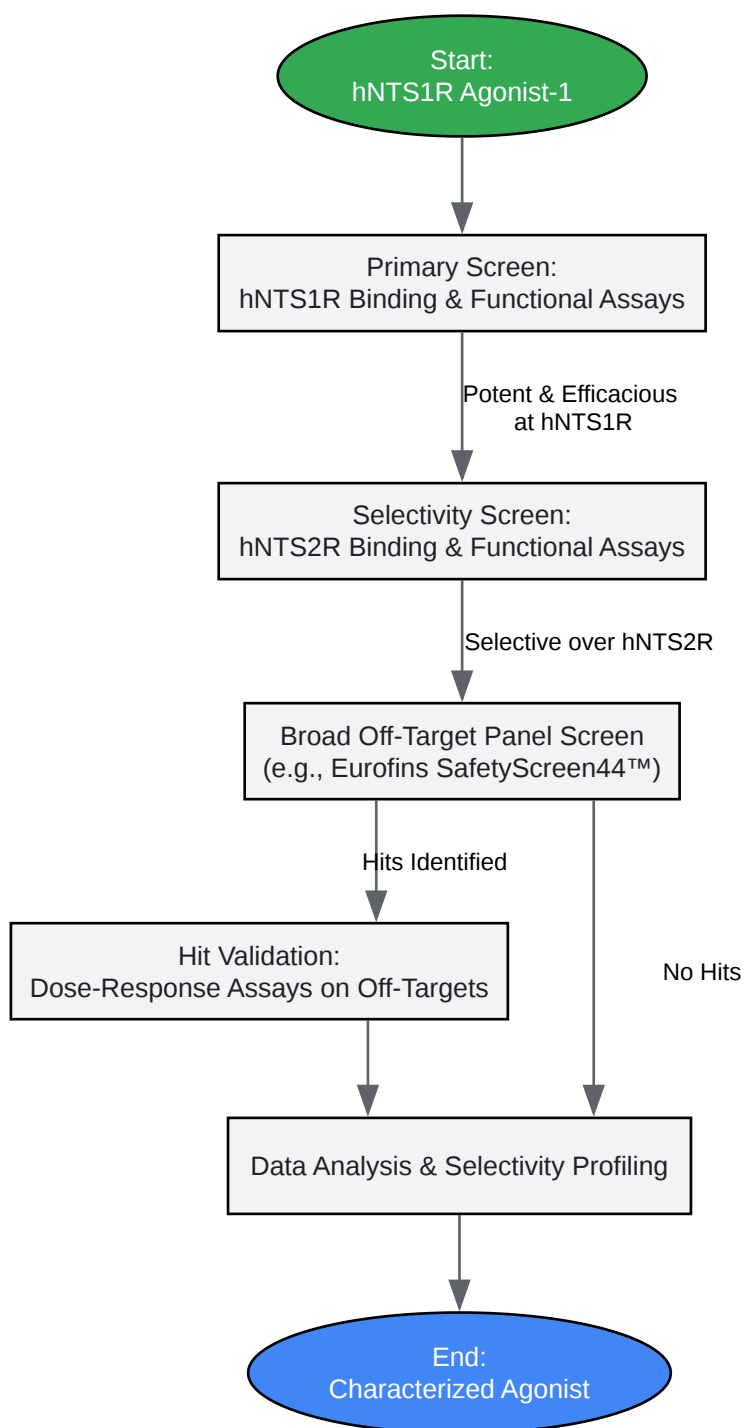 Start:
hNTS1R Agonist-1
Primary Screen:
hNTS1R Binding & Functional Assays
Potent & Efficacious
at hNTS1R
Selectivity Screen:
hNTS2R Binding & Functional Assays
Selective over hNTS2R
Broad Off-Target Panel Screen
(e.g., Eurofins SafetyScreen44™)
Hits Identified
Hit Validation:
Dose-Response Assays on Off-Targets
No Hits
Data Analysis & Selectivity Profiling
End:
Characterized Agonist